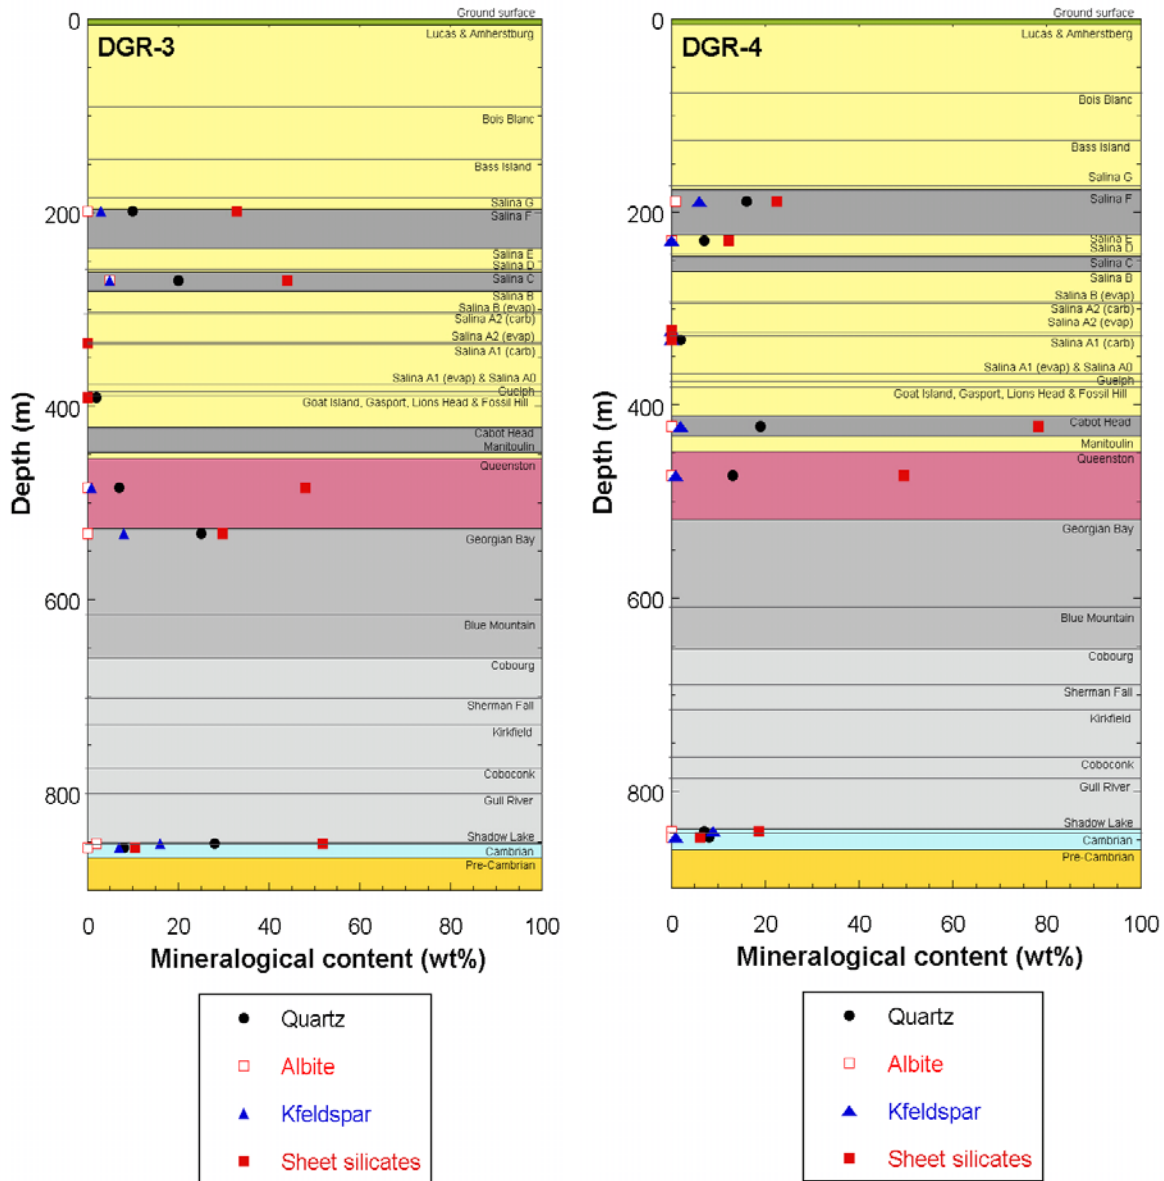 Ground surface
Lucas & Amherstburg
DGR-3
Bois Blanc
Bass Island
Salina G
Salina F
Salina E
Salina D
Salina C
Salina B
Salina B (evap)
Salina A2 (carb)
Salina A2 (evap)
Salina A1 (carb)
Salina A1 (evap) & Salina A0
Guelph
Goat Island, Gasport, Lions Head & Fossil Hill
Cabot Head
Manitoulin
Queenston
Georgian Bay
Blue Mountain
Cobourg
Sherman Fall
Kirkfield
Coboconk
Gull River
Shadow Lake
Cambrian
Pre-Cambrian
0
200
400
600
800
Depth (m)
0 20 40 60 80 100
Mineralogical content (wt%)
Quartz
Albite
Kfeldspar
Sheet silicates
Ground surface
Lucas & Amherstberg
DGR-4
Bois Blanc
Bass Island
Salina G
Salina F
Salina E
Salina D
Salina C
Salina B
Salina B (evap)
Salina A2 (carb)
Salina A2 (evap)
Salina A1 (carb)
Salina A1 (evap) & Salina A0
Guelph
Goat Island, Gasport, Lions Head & Fossil Hill
Cabot Head
Manitoulin
Queenston
Georgian Bay
Blue Mountain
Cobourg
Sherman Fall
Kirkfield
Coboconk
Gull River
Shadow Lake
Cambrian
Pre-Cambrian
0
200
400
600
800
Depth (m)
0 20 40 60 80 100
Mineralogical content (wt%)
Quartz
Albite
Kfeldspar
Sheet silicates